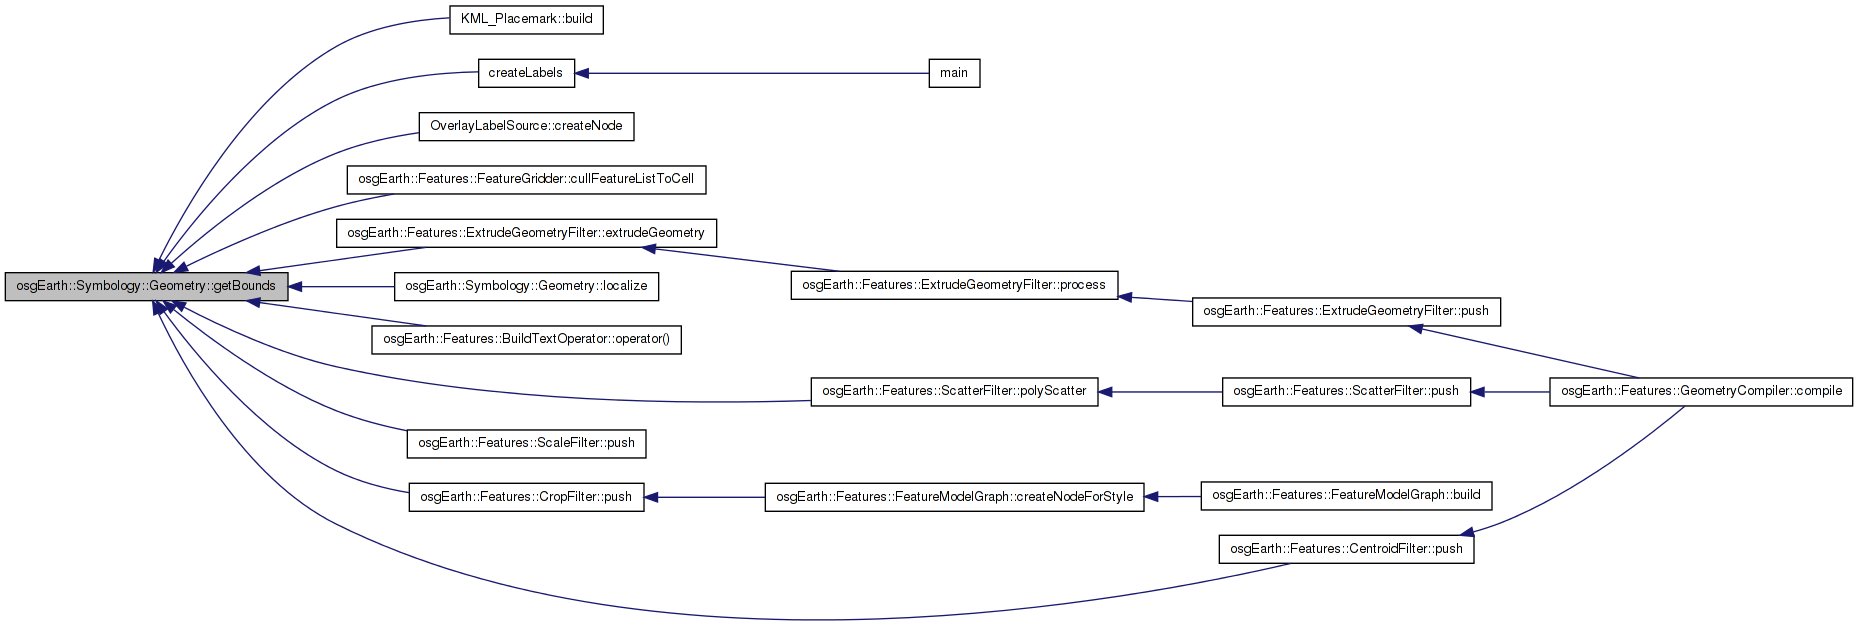 KML_Placemark::build
createLabels
main
OverlayLabelSource::createNode
osgEarth::Features::FeatureGridder::cullFeatureListToCell
osgEarth::Features::ExtrudeGeometryFilter::extrudeGeometry
osgEarth::Symbology::Geometry::getBounds
osgEarth::Symbology::Geometry::localize
osgEarth::Features::ExtrudeGeometryFilter::process
osgEarth::Features::ExtrudeGeometryFilter::push
osgEarth::Features::BuildTextOperator::operator()
osgEarth::Features::ScatterFilter::polyScatter
osgEarth::Features::ScatterFilter::push
osgEarth::Features::GeometryCompiler::compile
osgEarth::Features::ScaleFilter::push
osgEarth::Features::CropFilter::push
osgEarth::Features::FeatureModelGraph::createNodeForStyle
osgEarth::Features::FeatureModelGraph::build
osgEarth::Features::CentroidFilter::push